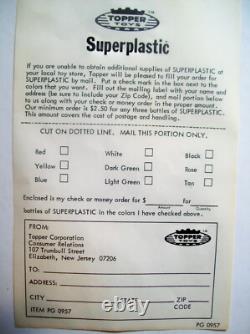 TOPPER
TOYS
TM
Superplastic
If you are unable to obtain additional supplies of SUPERPLASTIC at
your local toy store, Topper will be pleased to fill your order for
SUPERPLASTIC by mail. Put a check mark in the boxes next to the
colors you want. Fill out the mailing label with your name and address
(be sure to include your Zip Code), and mail portion below
to us along with your check or money order in the proper amount.
Our minimum order is $2.50 for any three bottles of SUPERPLASTIC.
This amount covers the cost of postage and handling.
CUT ON DOTTED LINE. MAIL THIS PORTION ONLY.
Red White Black
Yellow Dark Green Rose
Blue Light Green Tan
Enclosed is my check or money order for $ for
Amount Quantity
bottles of SUPERPLASTIC in the colors I have checked above.
PG 0957
FROM
Topper Corporation
Consumer Relations
107 Trumbull Street
Elizabeth, New Jersey 07206
TOPPER
TOYS
TM
TO:
ADDRESS
CITY STATE ZIP CODE
ITEM PG 0957